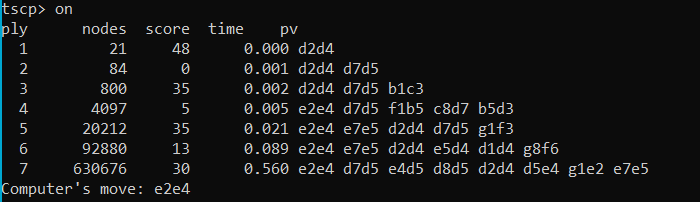 tscp> on
ply nodes score time pv
1 21 48 0.000 d2d4
2 84 0 0.001 d2d4 d7d5
3 800 35 0.002 d2d4 d7d5 b1c3
4 4097 5 0.005 e2e4 d7d5 f1b5 c8d7 b5d3
5 20212 35 0.021 e2e4 e7e5 d2d4 d7d5 g1f3
6 92880 13 0.089 e2e4 e7e5 d2d4 e5d4 d1d4 g8f6
7 630676 30 0.560 e2e4 d7d5 e4d5 d8d5 d2d4 d5e4 g1e2 e7e5
Computer's move: e2e4